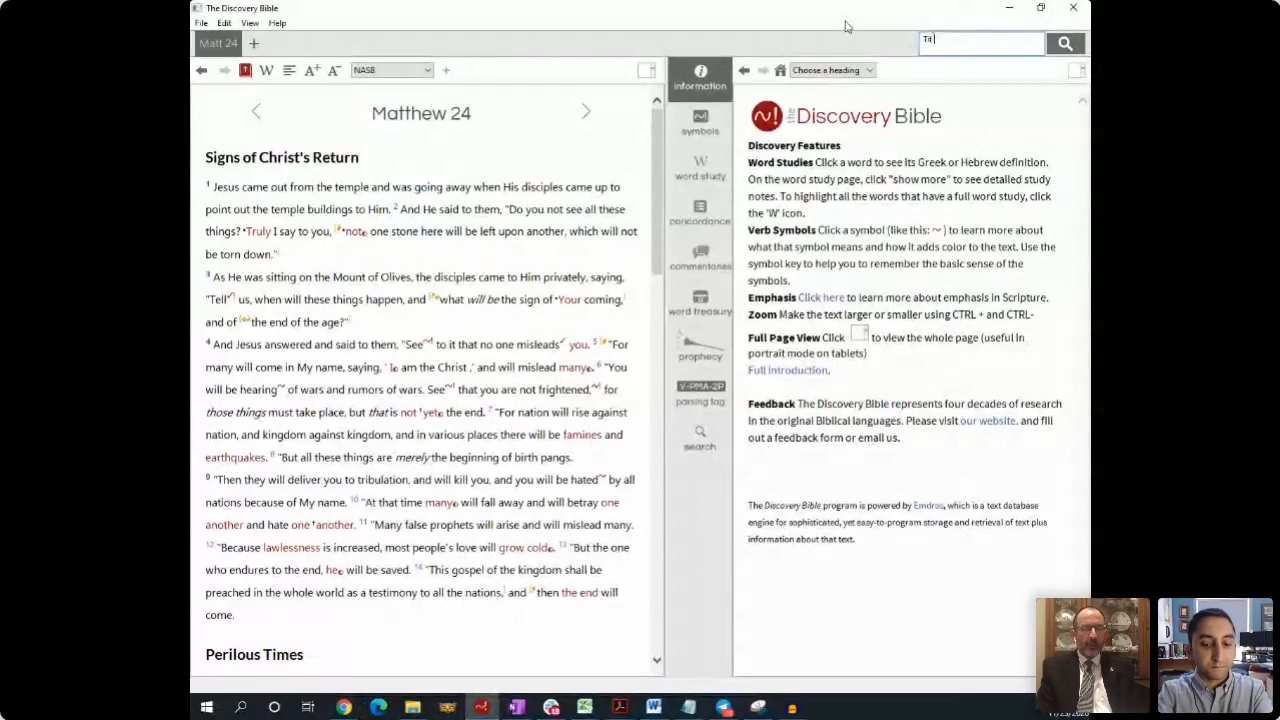 The Discovery Bible
File Edit View Help
Matt 24 +
Ti
W A+ A- NASB +
Matthew 24
Signs of Christ's Return
1 Jesus came out from the temple and was going away when His disciples came up to
point out the temple buildings to Him. 2 And He said to them, "Do you not see all these
things? Truly I say to you, not one stone here will be left upon another, which will not
be torn down."
3 As He was sitting on the Mount of Olives, the disciples came to Him privately, saying,
"Tell us, when will these things happen, and what will be the sign of Your coming,
and of the end of the age?"
4 And Jesus answered and said to them, "See~! to it that no one misleads you. 5 "For
many will come in My name, saying, 'I am the Christ,' and will mislead many. 6 "You
will be hearing~ of wars and rumors of wars. See~! that you are not frightened,~! for
those things must take place, but that is not yet the end. 7 "For nation will rise against
nation, and kingdom against kingdom, and in various places there will be famines and
earthquakes. 8 "But all these things are merely the beginning of birth pangs.
9 "Then they will deliver you to tribulation, and will kill you, and you will be hated~ by all
nations because of My name. 10 "At that time many will fall away and will betray one
another and hate one another. 11 "Many false prophets will arise and will mislead many.
12 "Because lawlessness is increased, most people's love will grow cold. 13 "But the one
who endures to the end, he will be saved. 14 "This gospel of the kingdom shall be
preached in the whole world as a testimony to all the nations, and then the end will
come.
Perilous Times
information
symbols
W
word study
concordance
commentaries
word treasury
prophecy
V-PMA-2P
parsing tag
search
Choose a heading
~! the Discovery Bible
Discovery Features
Word Studies Click a word to see its Greek or Hebrew definition.
On the word study page, click "show more" to see detailed study
notes. To highlight all the words that have a full word study, click
the 'W' icon.
Verb Symbols Click a symbol (like this: ~ ) to learn more about
what that symbol means and how it adds color to the text. Use the
symbol key to help you to remember the basic sense of the
symbols.
Emphasis Click here to learn more about emphasis in Scripture.
Zoom Make the text larger or smaller using CTRL + and CTRL-
Full Page View Click to view the whole page (useful in
portrait mode on tablets)
Full Introduction.
Feedback The Discovery Bible represents four decades of research
in the original Biblical languages. Please visit our website. and fill
out a feedback form or email us.
The Discovery Bible program is powered by Emdros, which is a text database
engine for sophisticated, yet easy-to-program storage and retrieval of text plus
information about that text.
11/23/2020